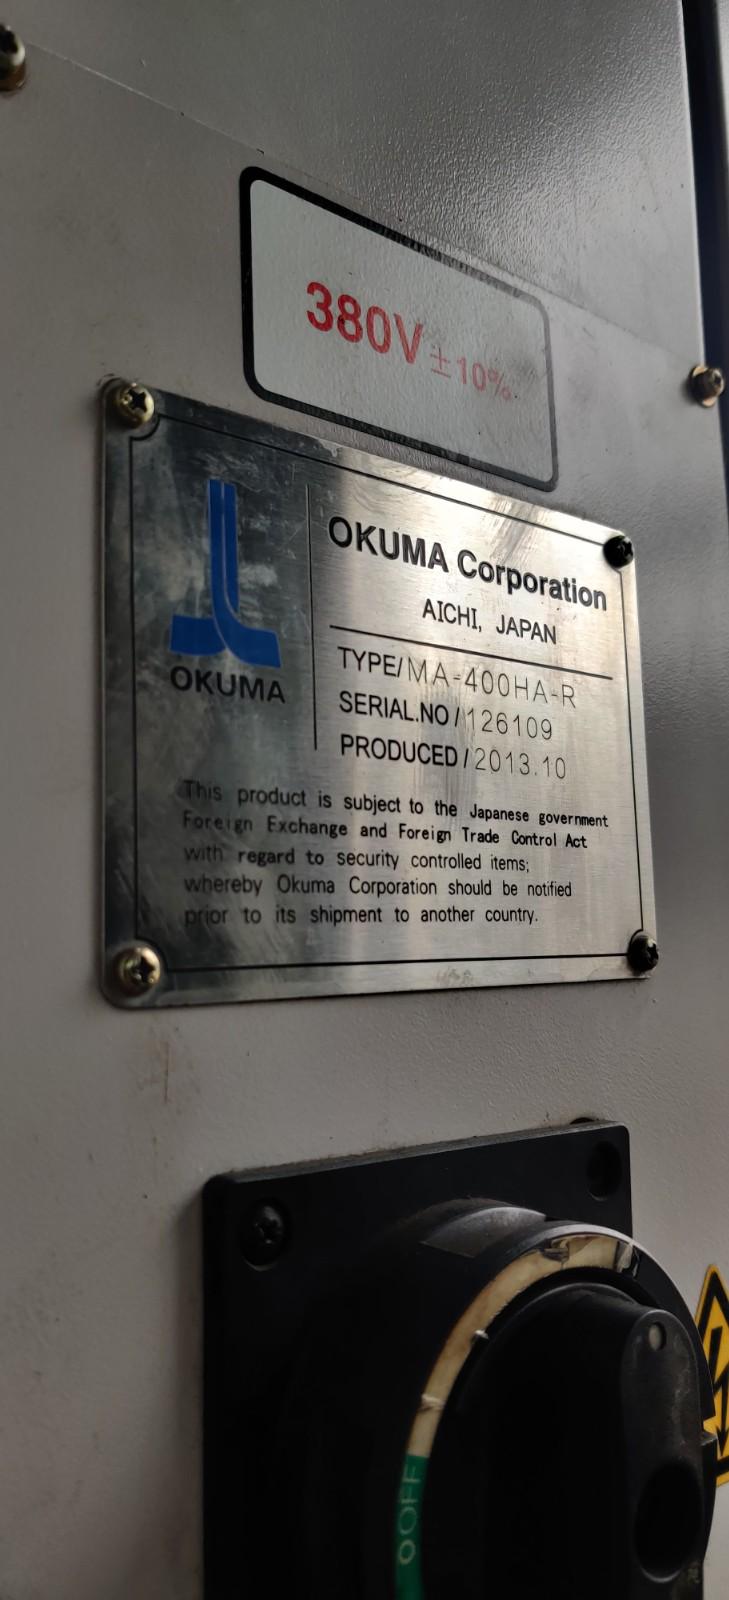 380V ±10%
OKUMA
OKUMA Corporation
AICHI, JAPAN
TYPE/MA-400HA-R
SERIAL.NO/126109
PRODUCED/2013.10
This product is subject to the Japanese government
Foreign Exchange and Foreign Trade Control Act
with regard to security controlled items;
whereby Okuma Corporation should be notified
prior to its shipment to another country.
O OFF